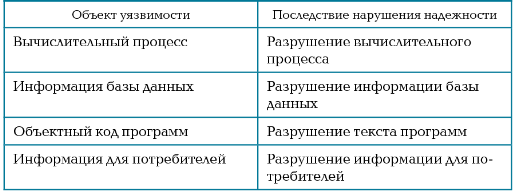 Объект уязвимости
Последствие нарушения надежности
Вычислительный процесс
Разрушение вычислительного
процесса
Информация базы данных
Разрушение информации базы
данных
Объектный код программ
Разрушение текста программ
Информация для потребителей
Разрушение информации для по-
требителей